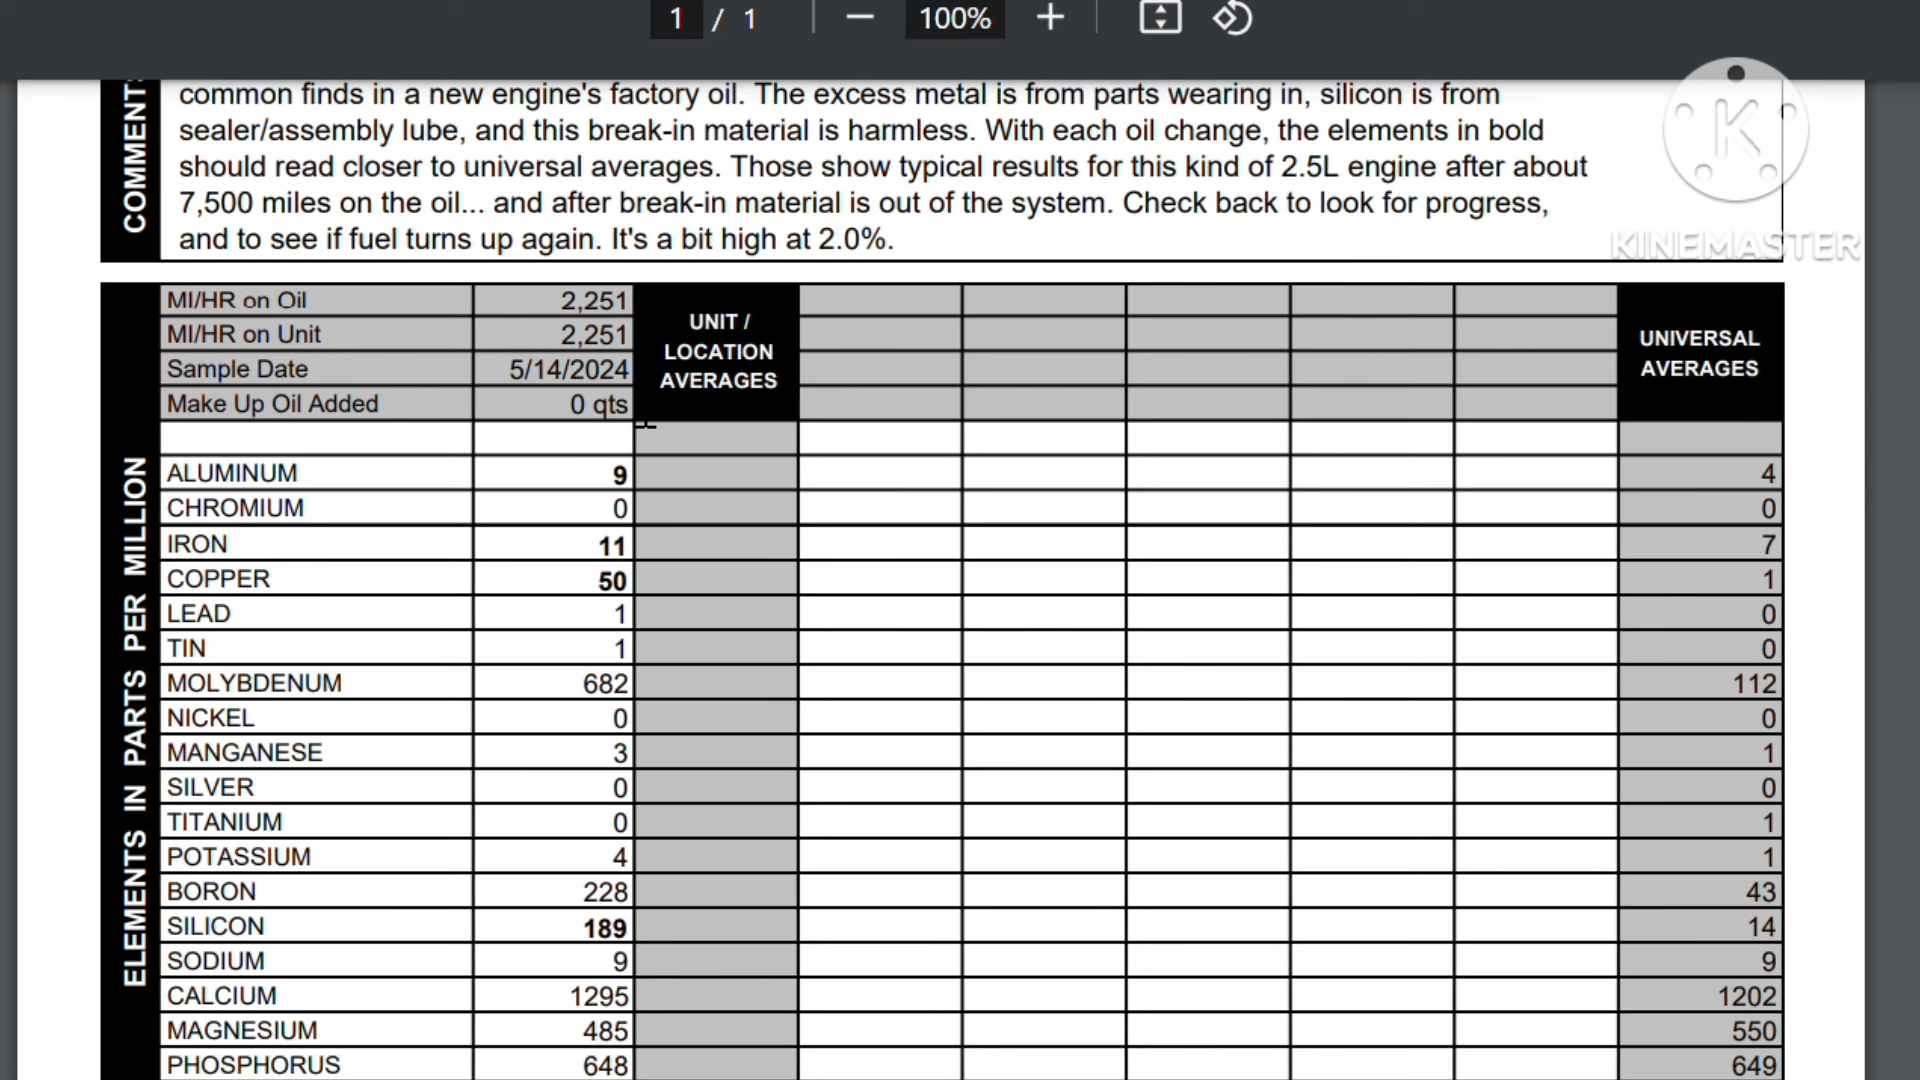 1 / 1 100%
common finds in a new engine's factory oil. The excess metal is from parts wearing in, silicon is from
sealer/assembly lube, and this break-in material is harmless. With each oil change, the elements in bold
should read closer to universal averages. Those show typical results for this kind of 2.5L engine after about
7,500 miles on the oil... and after break-in material is out of the system. Check back to look for progress,
and to see if fuel turns up again. It's a bit high at 2.0%.
COMMENTS
K
KINEMASTER
MI/HR on Oil 2,251
MI/HR on Unit 2,251
Sample Date 5/14/2024
Make Up Oil Added 0 qts
UNIT /
LOCATION
AVERAGES
UNIVERSAL
AVERAGES
ELEMENTS IN PARTS PER MILLION
ALUMINUM 9 4
CHROMIUM 0 0
IRON 11 7
COPPER 50 1
LEAD 1 0
TIN 1 0
MOLYBDENUM 682 112
NICKEL 0 0
MANGANESE 3 1
SILVER 0 0
TITANIUM 0 1
POTASSIUM 4 1
BORON 228 43
SILICON 189 14
SODIUM 9 9
CALCIUM 1295 1202
MAGNESIUM 485 550
PHOSPHORUS 648 649